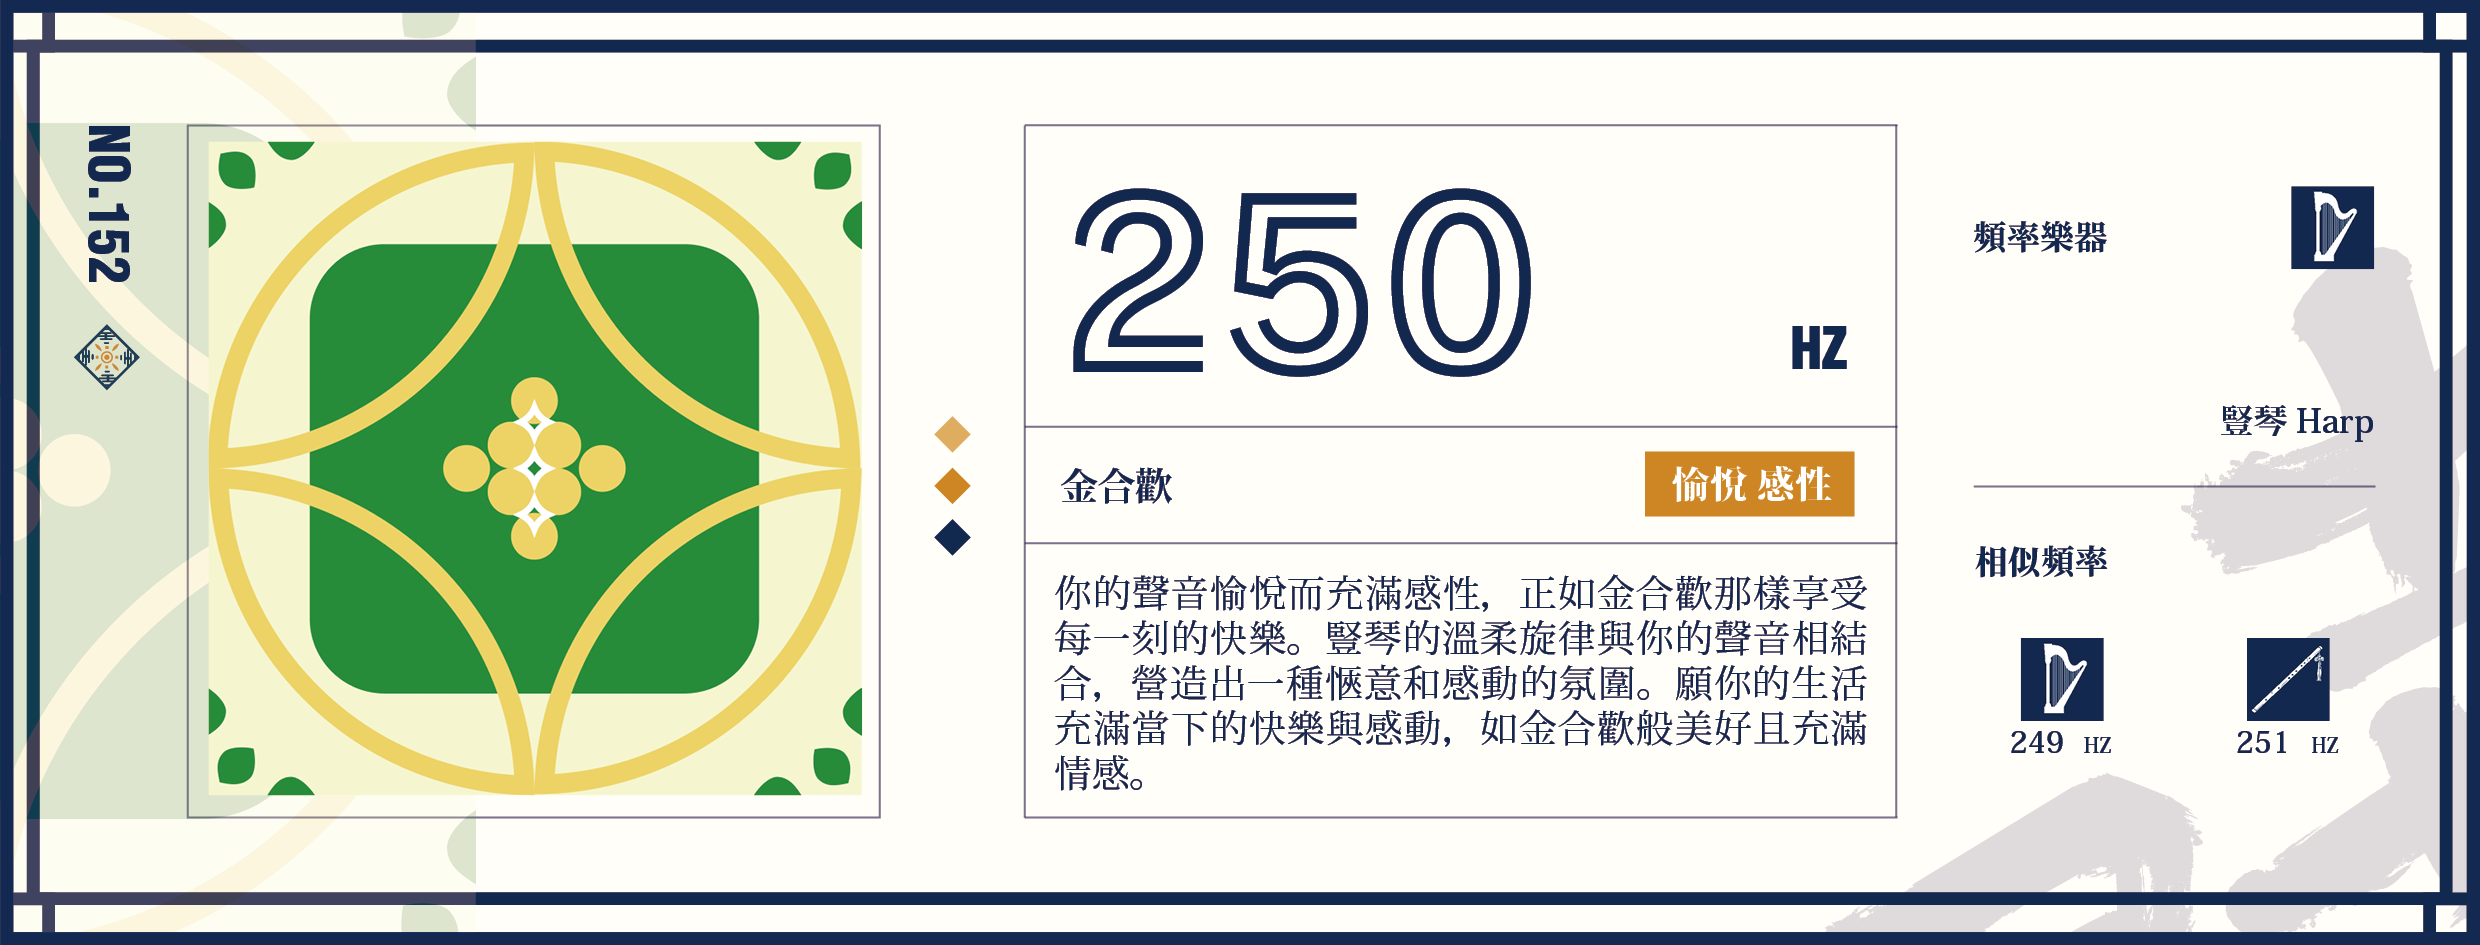 NO.152
250
HZ
金合歡
愉悅 感性
你的聲音愉悅而充滿感性，正如金合歡那樣享受
每一刻的快樂。豎琴的溫柔旋律與你的聲音相結
合，營造出一種愜意和感動的氛圍。願你的生活
充滿當下的快樂與感動，如金合歡般美好且充滿
情感。
頻率樂器
豎琴 Harp
相似頻率
249 HZ
251 HZ